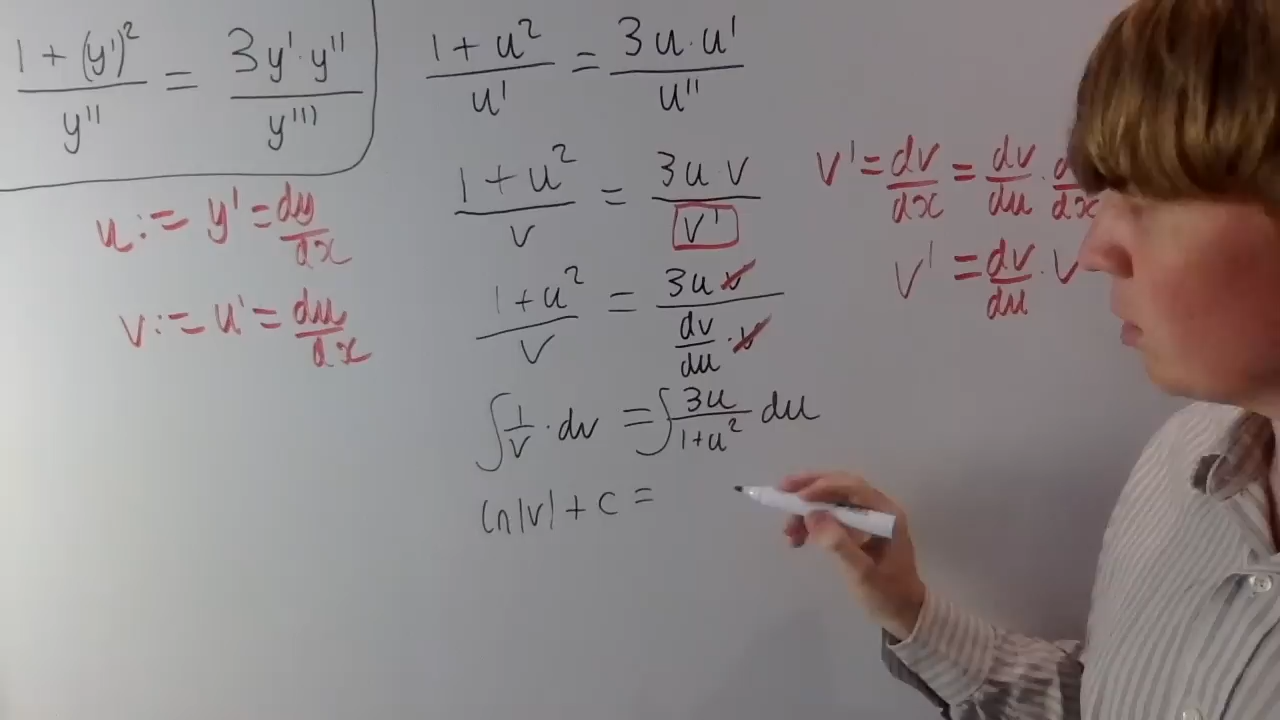 (1 + (y')²)/y'' = (3y'·y'')/y'''
u := y' = dy/dx
v := u' = du/dx
(1 + u²)/u' = (3u·u')/u''
(1 + u²)/v = (3u·v)/v'
(1 + u²)/v = (3uv)/(dv/du · v)
∫ 1/v · dv = ∫ 3u/(1+u²) du
ln|v| + c =
v' = dv/dx = dv/du · d/dx
v' = dv/du · v